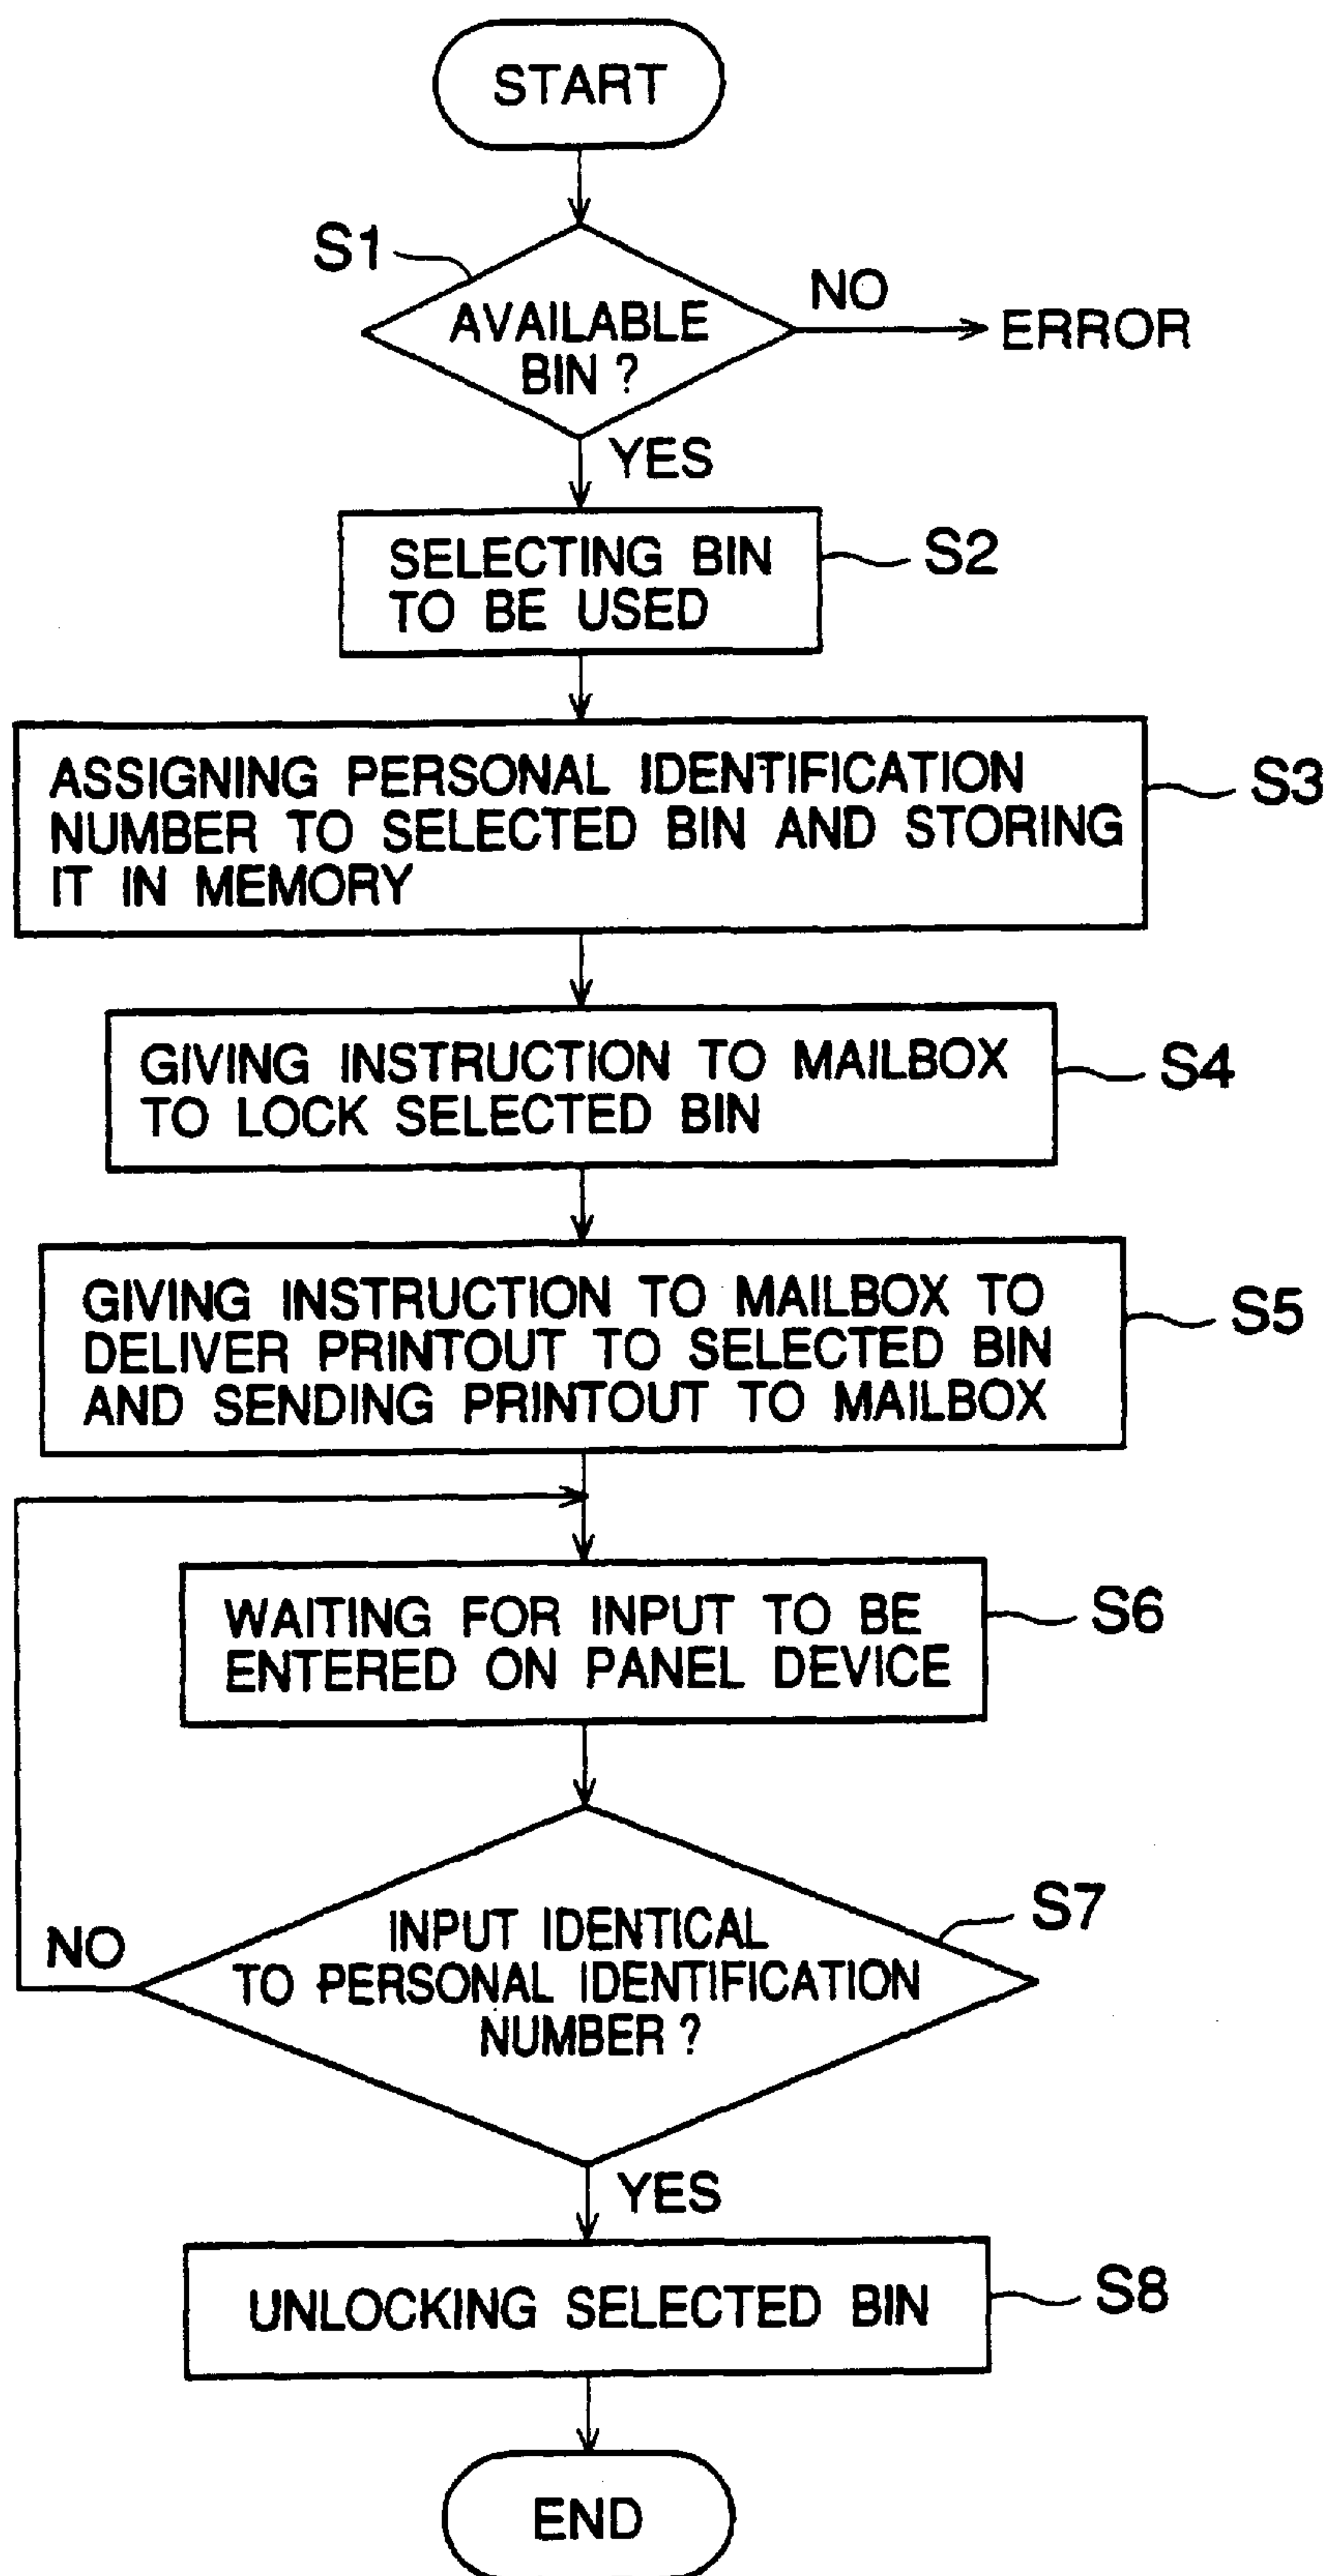 START
S1
AVAILABLE
BIN ?
NO
ERROR
YES
SELECTING BIN
TO BE USED
S2
ASSIGNING PERSONAL IDENTIFICATION
NUMBER TO SELECTED BIN AND STORING
IT IN MEMORY
S3
GIVING INSTRUCTION TO MAILBOX
TO LOCK SELECTED BIN
S4
GIVING INSTRUCTION TO MAILBOX TO
DELIVER PRINTOUT TO SELECTED BIN
AND SENDING PRINTOUT TO MAILBOX
S5
WAITING FOR INPUT TO BE
ENTERED ON PANEL DEVICE
S6
INPUT IDENTICAL
TO PERSONAL IDENTIFICATION
NUMBER ?
S7
NO
YES
UNLOCKING SELECTED BIN
S8
END